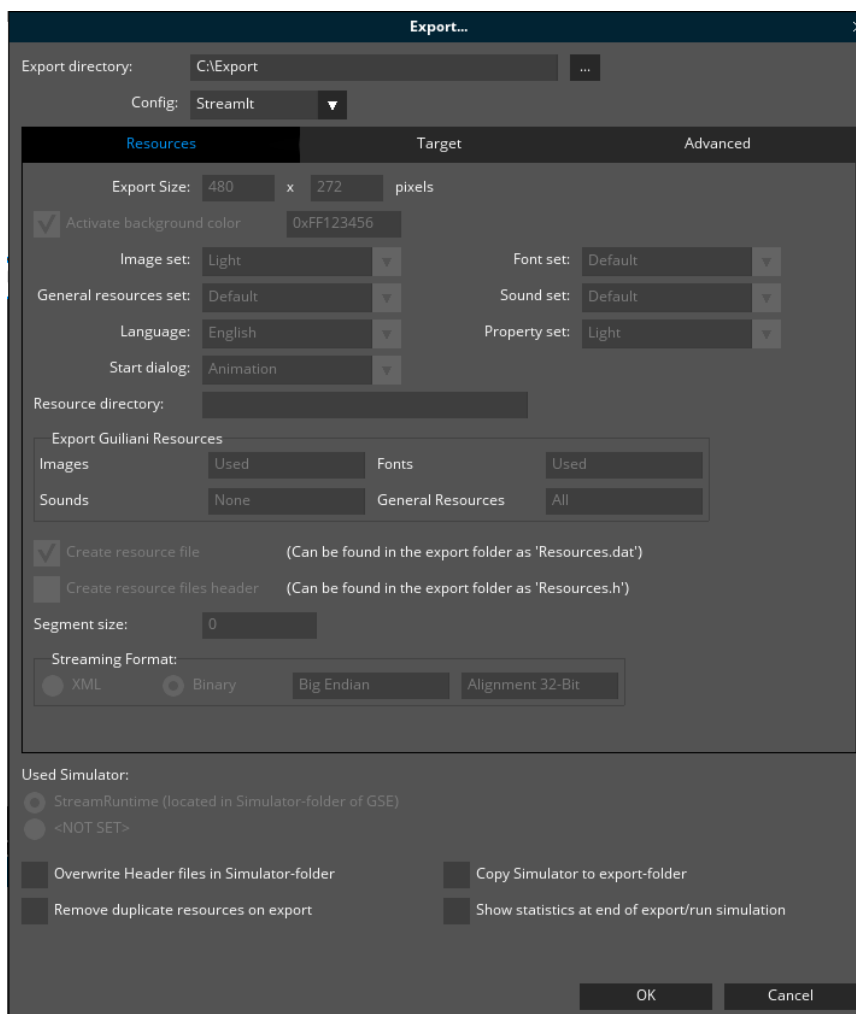 Export...
Export directory: C:\Export ...
Config: StreamIt
Resources Target Advanced
Export Size: 480 x 272 pixels
Activate background color 0xFF123456
Image set: Light Font set: Default
General resources set: Default Sound set: Default
Language: English Property set: Light
Start dialog: Animation
Resource directory:
Export Guiliani Resources
Images Used Fonts Used
Sounds None General Resources All
Create resource file (Can be found in the export folder as 'Resources.dat')
Create resource files header (Can be found in the export folder as 'Resources.h')
Segment size: 0
Streaming Format:
XML Binary Big Endian Alignment 32-Bit
Used Simulator:
StreamRuntime (located in Simulator-folder of GSE)
<NOT SET>
Overwrite Header files in Simulator-folder Copy Simulator to export-folder
Remove duplicate resources on export Show statistics at end of export/run simulation
OK Cancel